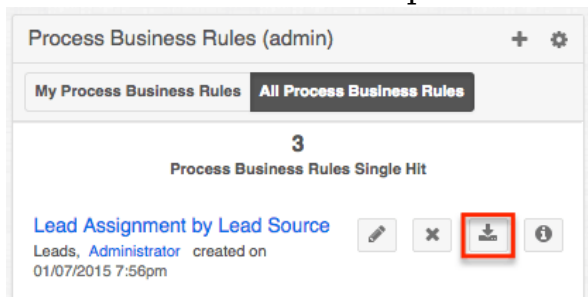 Process Business Rules (admin)
My Process Business Rules All Process Business Rules
3
Process Business Rules Single Hit
Lead Assignment by Lead Source
Leads, Administrator created on
01/07/2015 7:56pm